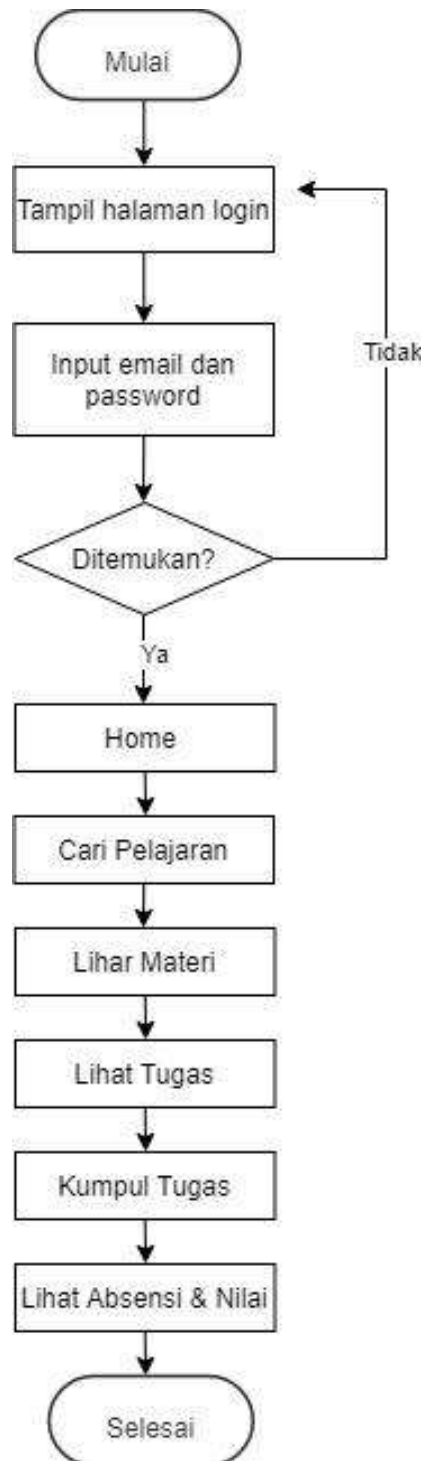 Mulai
Tampil halaman login
Input email dan
password
Tidak
Ditemukan?
Ya
Home
Cari Pelajaran
Lihar Materi
Lihat Tugas
Kumpul Tugas
Lihat Absensi & Nilai
Selesai